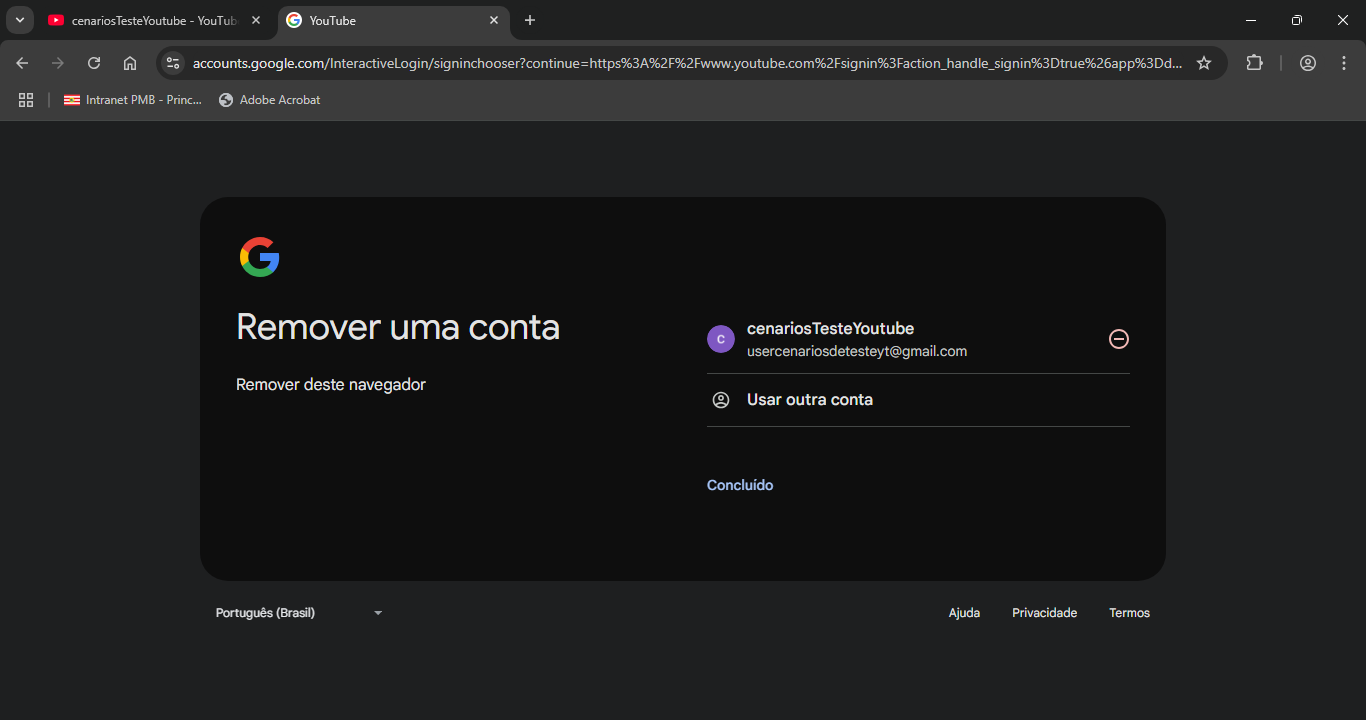 cenariosTesteYoutube - YouTub
YouTube
accounts.google.com/InteractiveLogin/signinchooser?continue=https%3A%2F%2Fwww.youtube.com%2Fsignin%3Faction_handle_signin%3Dtrue%26app%3Dd...
Intranet PMB - Princ...
Adobe Acrobat
Remover uma conta
Remover deste navegador
C
cenariosTesteYoutube
usercenariosdetesteyt@gmail.com
Usar outra conta
Concluído
Português (Brasil)
Ajuda
Privacidade
Termos